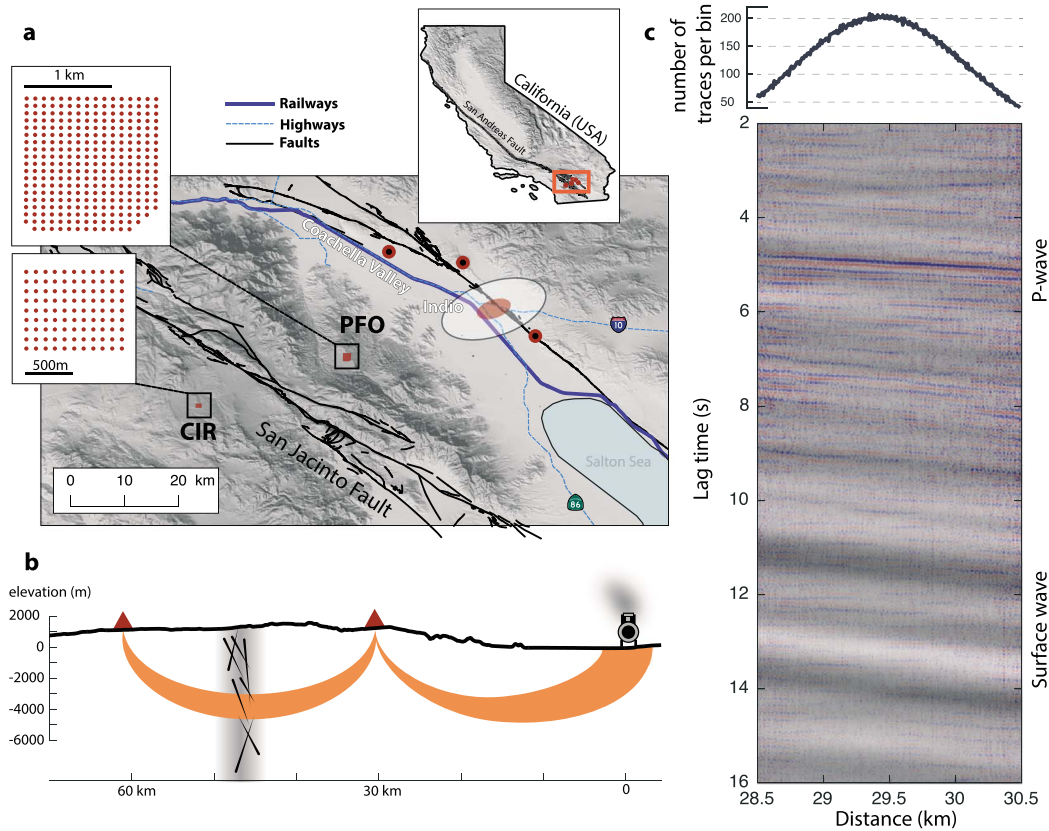 a
1 km
Railways
Highways
Faults
500m
California (USA)
San Andreas Fault
Coachella Valley
Indio
10
PFO
CIR
San Jacinto Fault
Salton Sea
86
0 10 20 km
b
elevation (m)
2000
0
-2000
-4000
-6000
60 km
30 km
0
c
number of
traces per bin
200
150
100
50
2
4
6
8
10
12
14
16
Lag time (s)
P-wave
Surface wave
28.5
29
29.5
30
30.5
Distance (km)